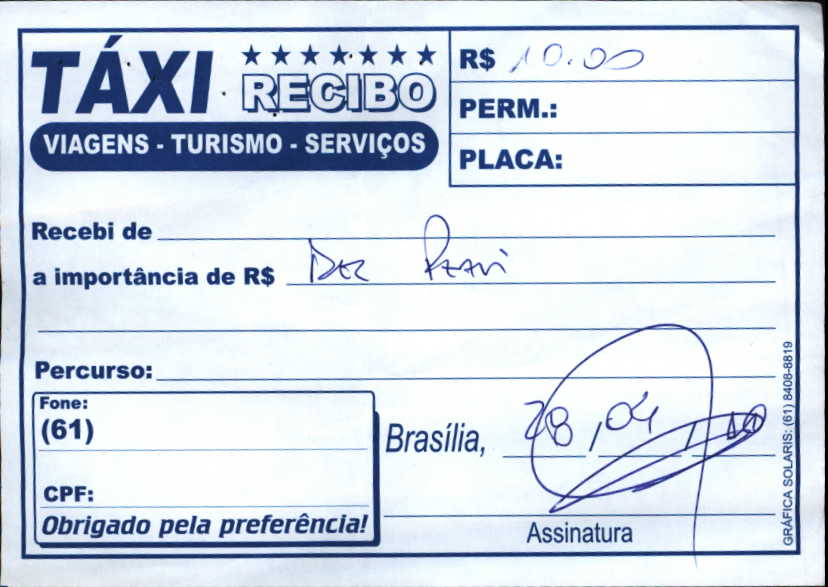 TÁXI RECIBO
VIAGENS - TURISMO - SERVIÇOS
R$ 10.00
PERM.:
PLACA:
Recebi de
a importância de R$ Dez Reais
Percurso:
Fone:
(61)
CPF:
Obrigado pela preferência!
Brasília, 28, 04, 10
Assinatura
GRÁFICA SOLARIS: (61) 8408-8819